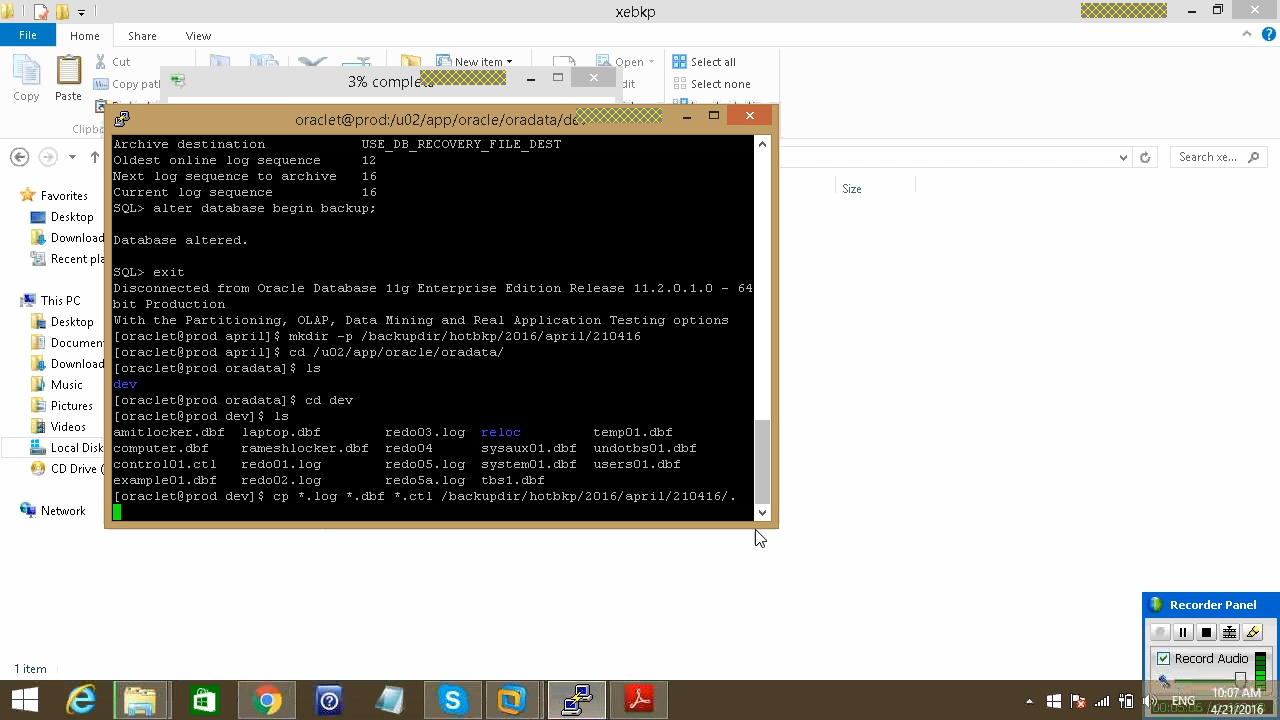 xebkp
File Home Share View
Copy
Paste
Cut
Copy path
New item
Open
Select all
Select none
3% complete
oraclet@prod:/u02/app/oracle/oradata/dev
Search xe...
Size
Favorites
Desktop
Download
Recent pla
This PC
Desktop
Documen
Download
Music
Pictures
Videos
Local Disk
CD Drive (
Network
Archive destination USE_DB_RECOVERY_FILE_DEST
Oldest online log sequence 12
Next log sequence to archive 16
Current log sequence 16
SQL> alter database begin backup;
Database altered.
SQL> exit
Disconnected from Oracle Database 11g Enterprise Edition Release 11.2.0.1.0 - 64
bit Production
With the Partitioning, OLAP, Data Mining and Real Application Testing options
[oraclet@prod april]$ mkdir -p /backupdir/hotbkp/2016/april/210416
[oraclet@prod april]$ cd /u02/app/oracle/oradata/
[oraclet@prod oradata]$ ls
dev
[oraclet@prod oradata]$ cd dev
[oraclet@prod dev]$ ls
amitlocker.dbf laptop.dbf redo03.log reloc temp01.dbf
computer.dbf rameshlocker.dbf redo04 sysaux01.dbf undotbs01.dbf
control01.ctl redo01.log redo05.log system01.dbf users01.dbf
example01.dbf redo02.log redo5a.log tbs1.dbf
[oraclet@prod dev]$ cp *.log *.dbf *.ctl /backupdir/hotbkp/2016/april/210416/.
1 item
Recorder Panel
Record Audio
ENG
10:07 AM
4/21/2016